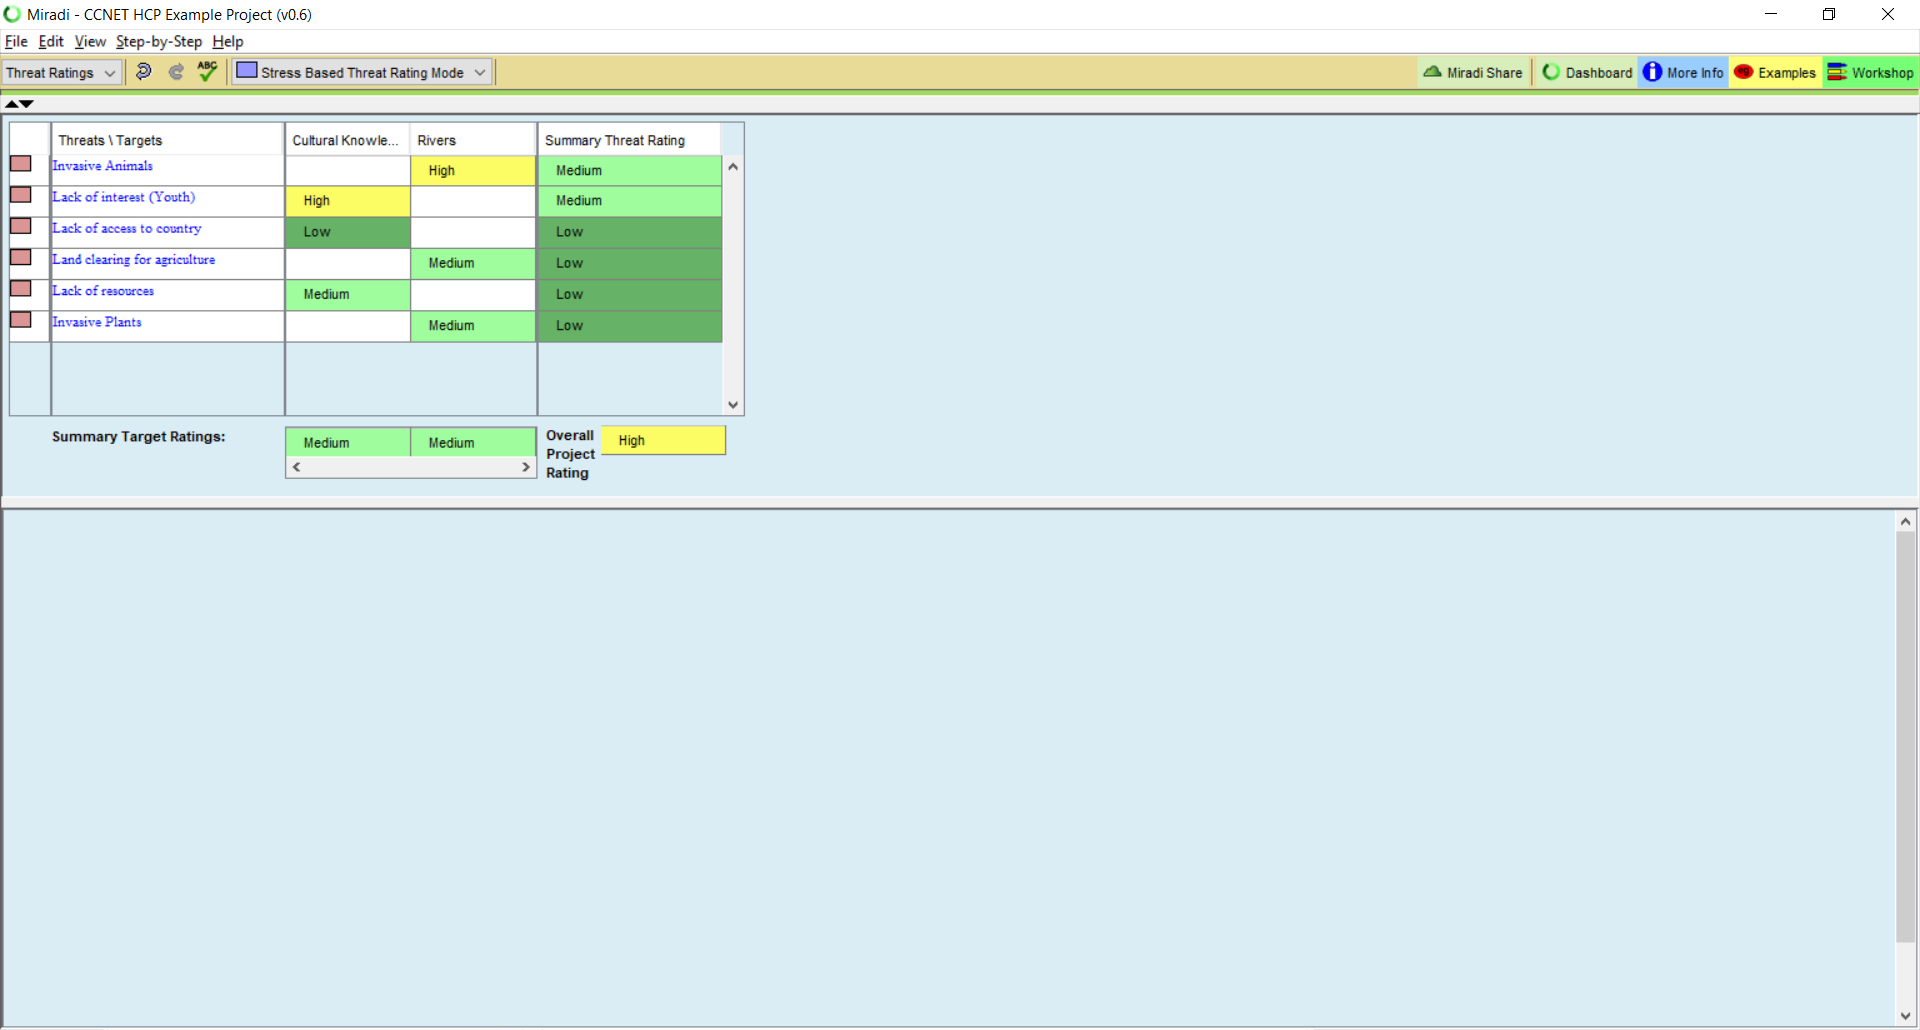 Miradi - CCNET HCP Example Project (v0.6)
File Edit View Step-by-Step Help
Threat Ratings ABC Stress Based Threat Rating Mode Miradi Share Dashboard More Info eg Examples Workshop
Threats \ Targets Cultural Knowle... Rivers Summary Threat Rating
Invasive Animals High Medium
Lack of interest (Youth) High Medium
Lack of access to country Low Low
Land clearing for agriculture Medium Low
Lack of resources Medium Low
Invasive Plants Medium Low
Summary Target Ratings: Medium Medium Overall Project Rating High